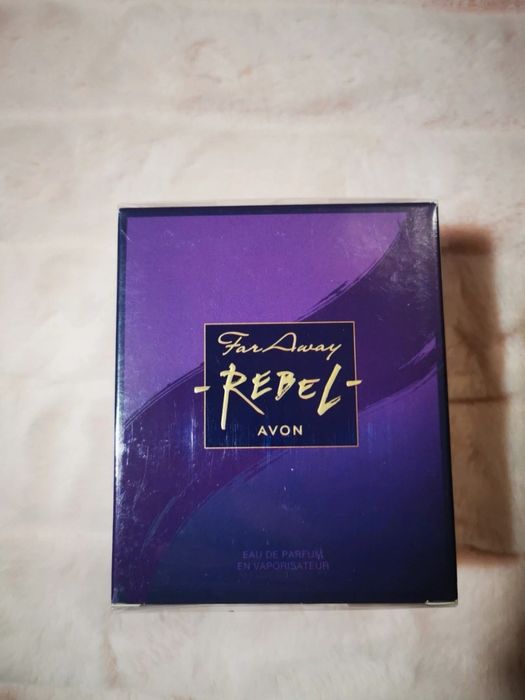 Far Away
-REBEL-
AVON
EAU DE PARFUM
EN VAPORISATEUR